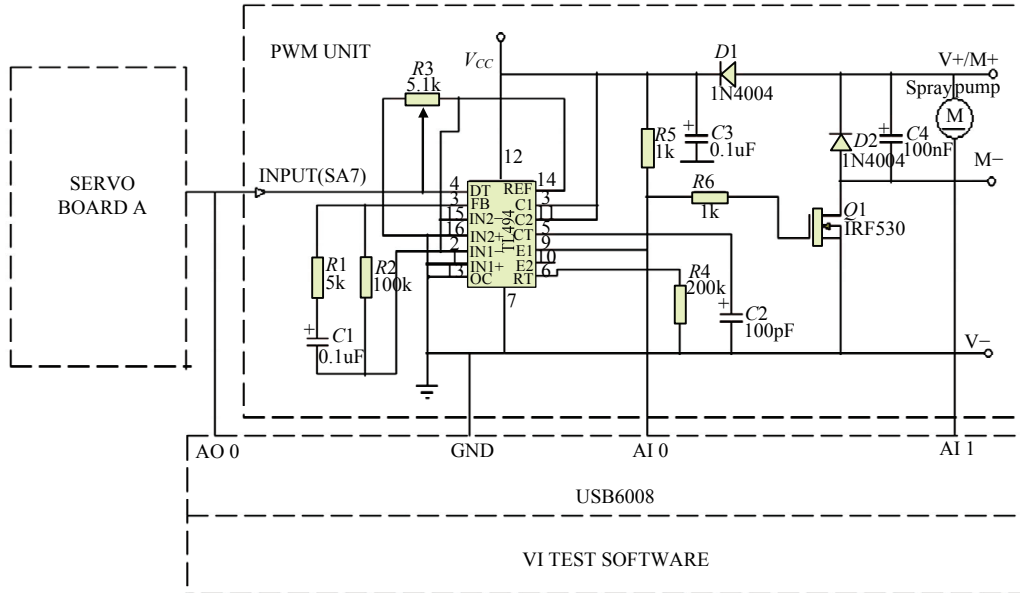 PWM UNIT
VCC
D1
1N4004
V+/M+
Spray pump
M
R3
5.1k
12
R5
1k
C3
0.1uF
D2
1N4004
C4
100nF
M−
SERVO
BOARD A
INPUT(SA7)
4
3
15
16
2
1
13
DT
FB
IN2−
IN2+
IN1−
IN1+
OC
TL494
REF
C1
C2
CT
E1
E2
RT
14
3
11
5
9
10
6
7
R6
1k
Q1
IRF530
R1
5k
R2
100k
C1
0.1uF
R4
200k
C2
100pF
V−
AO 0
GND
AI 0
AI 1
USB6008
VI TEST SOFTWARE